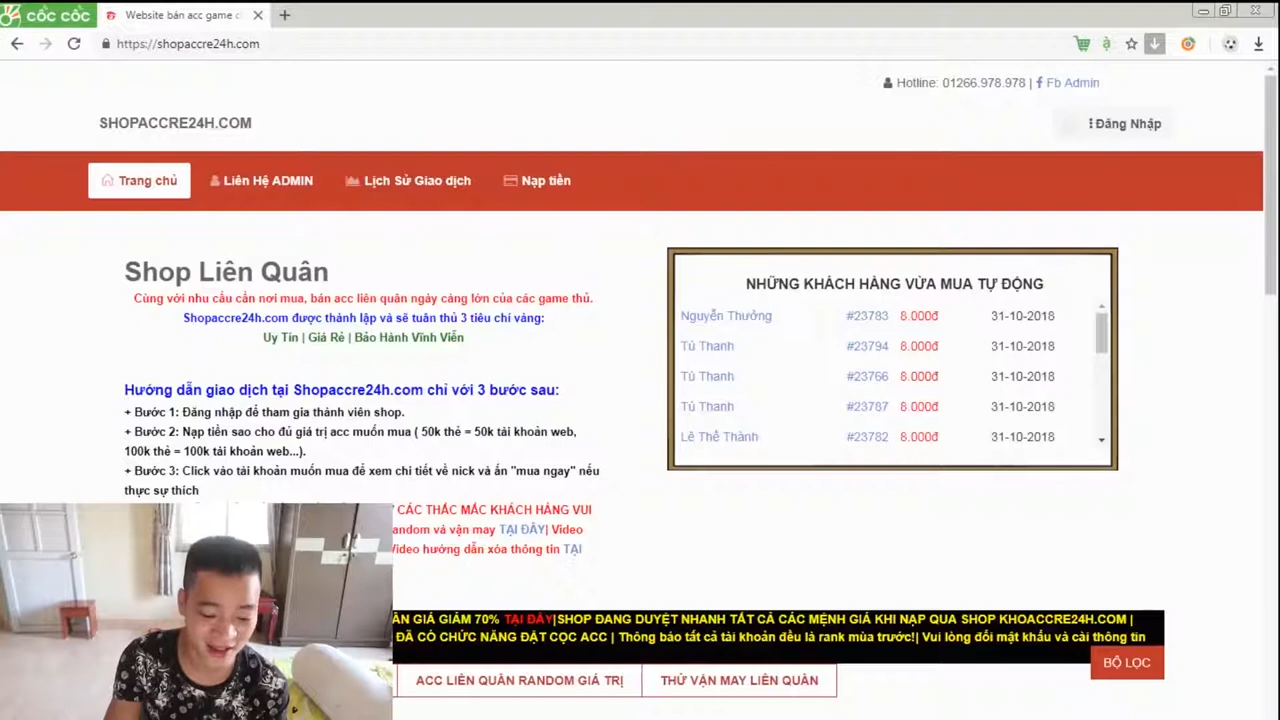 cốc cốc
Website bán acc game c
https://shopaccre24h.com
Hotline: 01266.978.978 | Fb Admin
SHOPACCRE24H.COM
Đăng Nhập
Trang chủ
Liên Hệ ADMIN
Lịch Sử Giao dịch
Nạp tiền
Shop Liên Quân
Cùng với nhu cầu cần nơi mua, bán acc liên quân ngày càng lớn của các game thủ.
Shopaccre24h.com được thành lập và sẽ tuân thủ 3 tiêu chí vàng:
Uy Tín | Giá Rẻ | Bảo Hành Vĩnh Viễn
Hướng dẫn giao dịch tại Shopaccre24h.com chỉ với 3 bước sau:
+ Bước 1: Đăng nhập để tham gia thành viên shop.
+ Bước 2: Nạp tiền sao cho đủ giá trị acc muốn mua ( 50k thẻ = 50k tài khoản web,
100k thẻ = 100k tài khoản web...).
+ Bước 3: Click vào tài khoản muốn mua để xem chi tiết về nick và ấn "mua ngay" nếu
thực sự thích
CÁC THẮC MẮC KHÁCH HÀNG VUI
andom và vận may TẠI ĐÂY| Video
Video hướng dẫn xóa thông tin TẠI
NHỮNG KHÁCH HÀNG VỪA MUA TỰ ĐỘNG
Nguyễn Thưởng #23783 8.000đ 31-10-2018
Tú Thanh #23794 8.000đ 31-10-2018
Tú Thanh #23766 8.000đ 31-10-2018
Tú Thanh #23787 8.000đ 31-10-2018
Lê Thế Thành #23782 8.000đ 31-10-2018
ÂN GIÁ GIẢM 70% TẠI ĐÂY|SHOP ĐANG DUYỆT NHANH TẤT CẢ CÁC MỆNH GIÁ KHI NẠP QUA SHOP KHOACCRE24H.COM |
ĐÃ CÓ CHỨC NĂNG ĐẶT CỌC ACC | Thông báo tất cả tài khoản đều là rank mùa trước!| Vui lòng đổi mật khẩu và cài thông tin
BỘ LỌC
ACC LIÊN QUÂN RANDOM GIÁ TRỊ
THỬ VẬN MAY LIÊN QUÂN